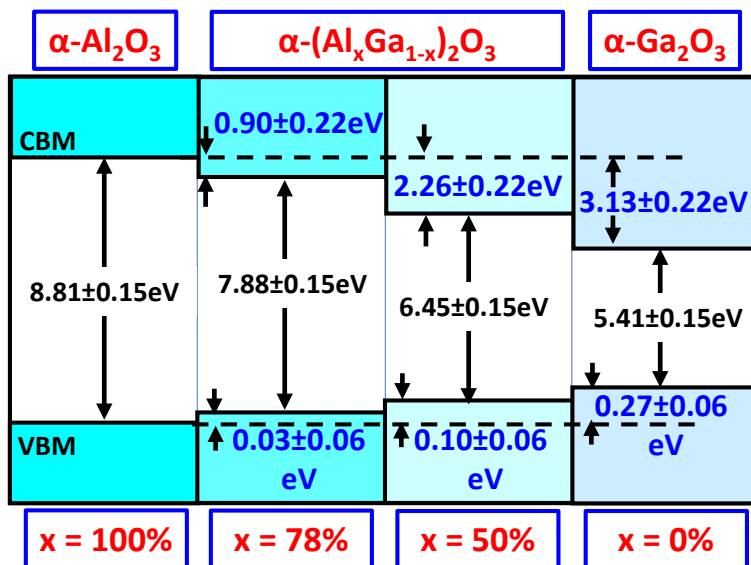 α-Al₂O₃
α-(AlₓGa₁₋ₓ)₂O₃
α-Ga₂O₃
CBM
0.90±0.22eV
2.26±0.22eV
3.13±0.22eV
8.81±0.15eV
7.88±0.15eV
6.45±0.15eV
5.41±0.15eV
VBM
0.03±0.06
eV
0.10±0.06
eV
0.27±0.06
eV
x = 100%
x = 78%
x = 50%
x = 0%